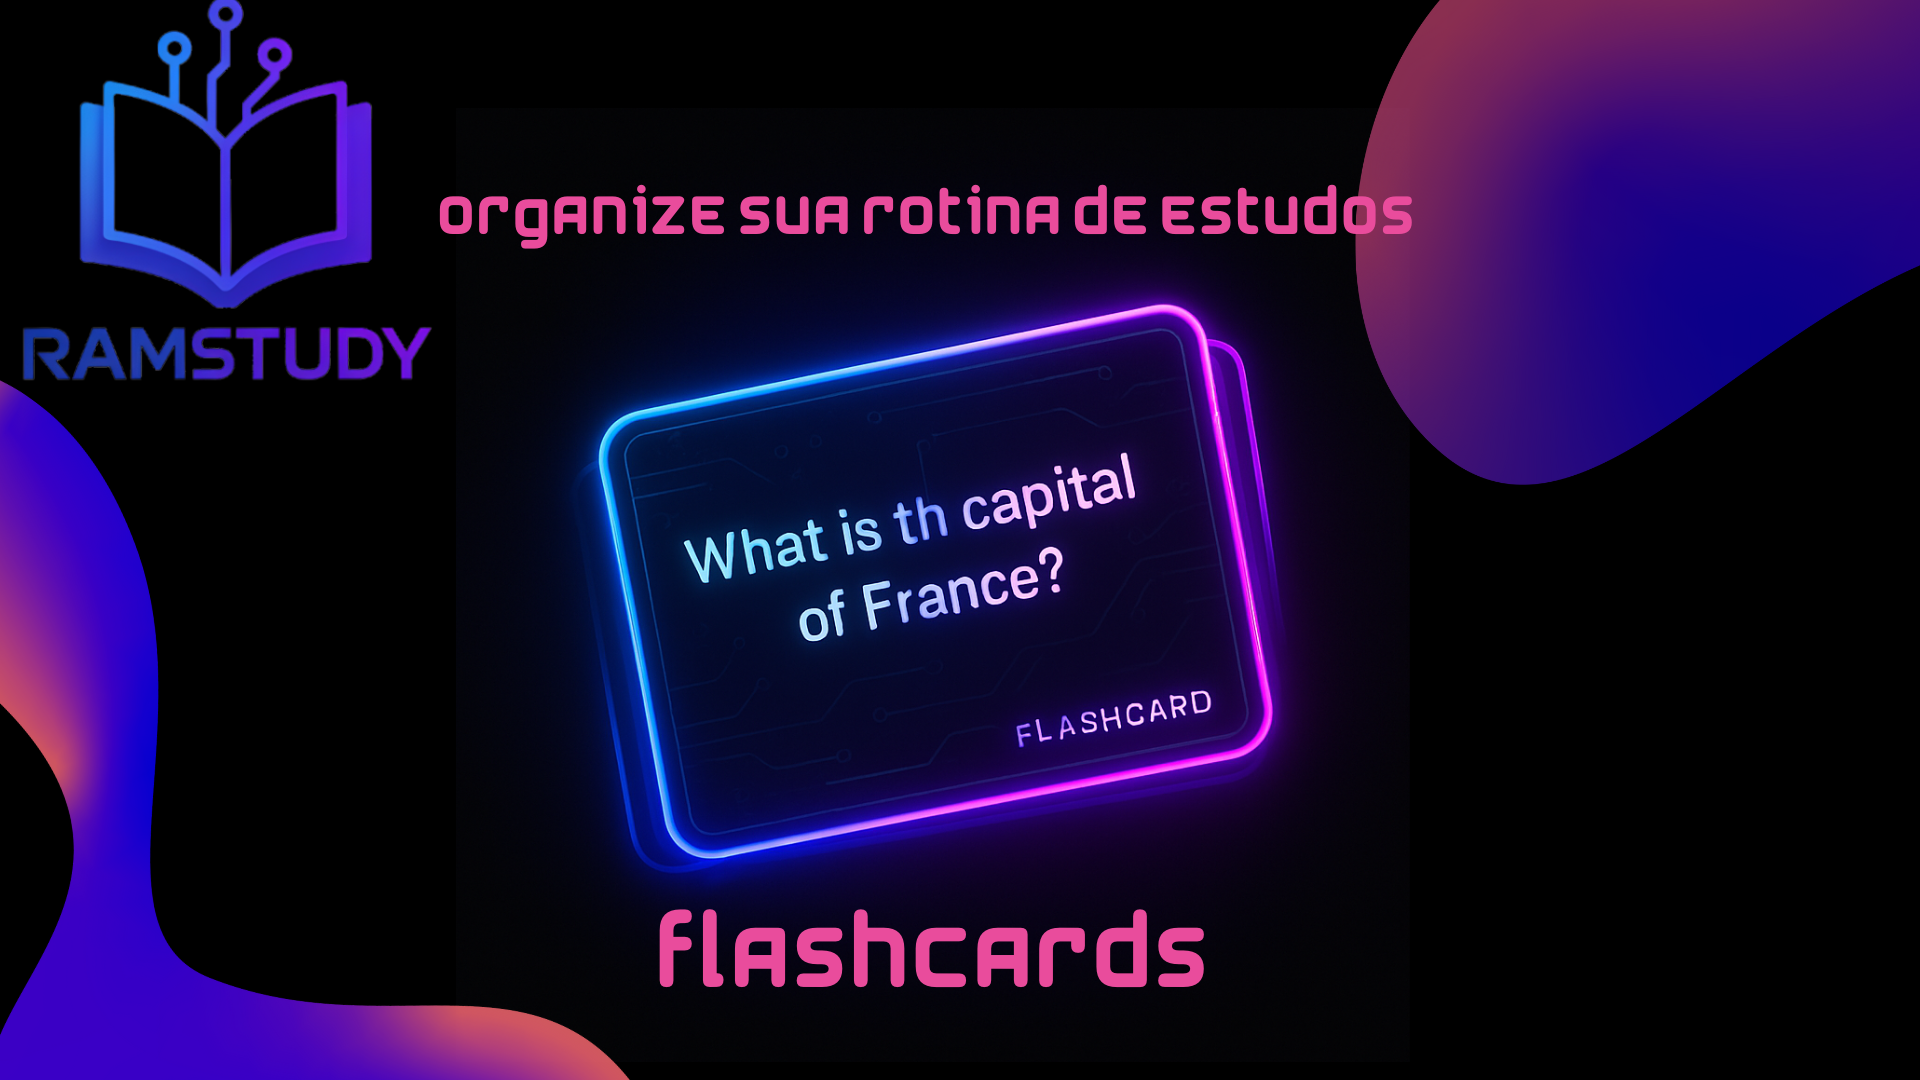 RAMSTUDY
organize sua rotina de estudos
What is th capital
of France?
FLASHCARD
flashcards